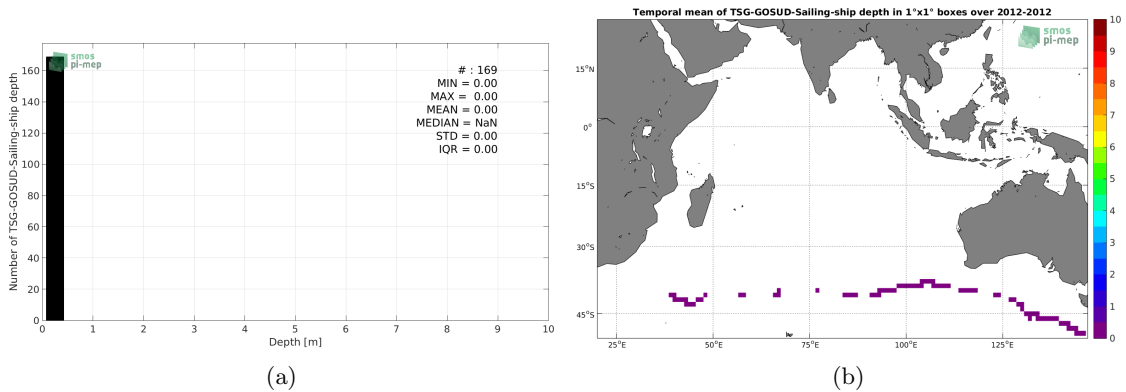 smos
pi-mep
# : 169
MIN = 0.00
MAX = 0.00
MEAN = 0.00
MEDIAN = NaN
STD = 0.00
IQR = 0.00
Number of TSG-GOSUD-Sailing-ship depth
160
140
120
100
80
60
40
20
0
0 1 2 3 4 5 6 7 8 9 10
Depth [m]
(a)
Temporal mean of TSG-GOSUD-Sailing-ship depth in 1°x1° boxes over 2012-2012
smos
pi-mep
15°N
0°
15°S
30°S
45°S
25°E 50°E 75°E 100°E 125°E
10
9
8
7
6
5
4
3
2
1
0
(b)